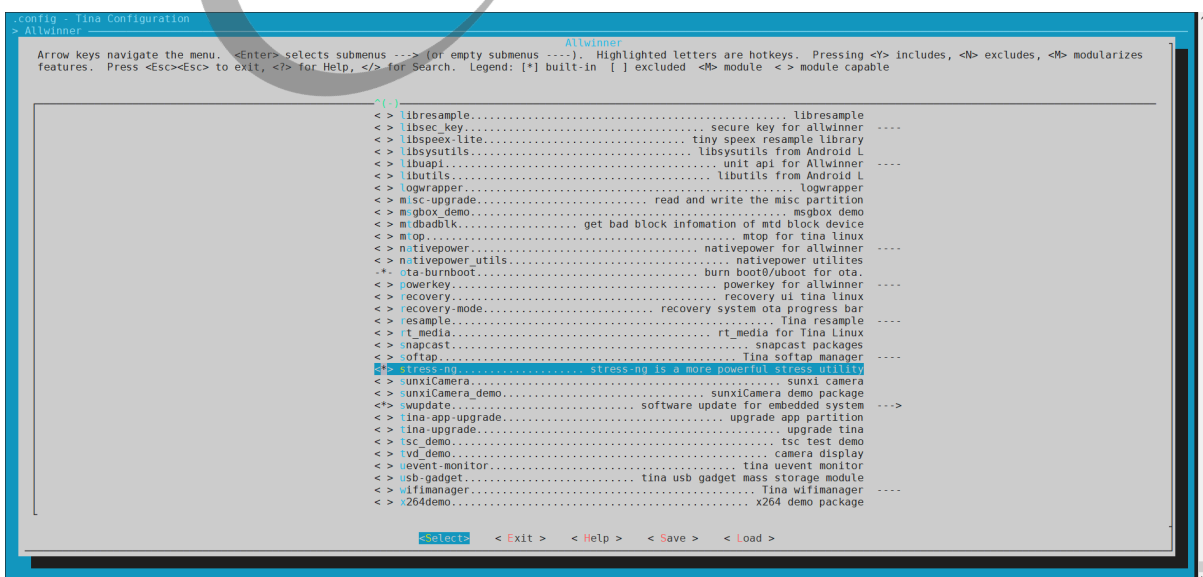 .config - Tina Configuration
> Allwinner
Allwinner
Arrow keys navigate the menu. <Enter> selects submenus ---> (or empty submenus ----). Highlighted letters are hotkeys. Pressing <Y> includes, <N> excludes, <M> modularizes
features. Press <Esc><Esc> to exit, <?> for Help, </> for Search. Legend: [*] built-in [ ] excluded <M> module < > module capable
^(-)
< > libresample................................................. libresample
< > libsec_key..................................... secure key for allwinner ----
< > libspeex-lite................................ tiny speex resample library
< > libsysutils................................... libsysutils from Android L
< > libuapi........................................ unit api for Allwinner ----
< > libutils........................................ libutils from Android L
< > logwrapper................................................... logwrapper
< > misc-upgrade........................... read and write the misc partition
< > msgbox_demo................................................. msgbox demo
< > mtdbadblk................... get bad block infomation of mtd block device
< > mtop................................................. mtop for tina linux
< > nativepower.................................... nativepower for allwinner ----
< > nativepower_utils................................... nativepower utilites
-*- ota-burnboot................................... burn boot0/uboot for ota.
< > powerkey.......................................... powerkey for allwinner ----
< > recovery.......................................... recovery ui tina linux
< > recovery-mode............................ recovery system ota progress bar
< > resample................................................... Tina resample ----
< > rt_media......................................... rt_media for Tina Linux
< > snapcast............................................... snapcast packages
< > softap............................................... Tina softap manager ----
<*> stress-ng.................... stress-ng is a more powerful stress utility
< > sunxiCamera................................................. sunxi camera
< > sunxiCamera_demo................................ sunxiCamera demo package
<*> swupdate............................. software update for embedded system --->
< > tina-app-upgrade................................... upgrade app partition
< > tina-upgrade................................................ upgrade tina
< > tsc_demo................................................... tsc test demo
< > tvd_demo.................................................. camera display
< > uevent-monitor........................................ tina uevent monitor
< > usb-gadget........................... tina usb gadget mass storage module
< > wifimanager............................................. Tina wifimanager ----
< > x264demo............................................... x264 demo package
<Select> < Exit > < Help > < Save > < Load >